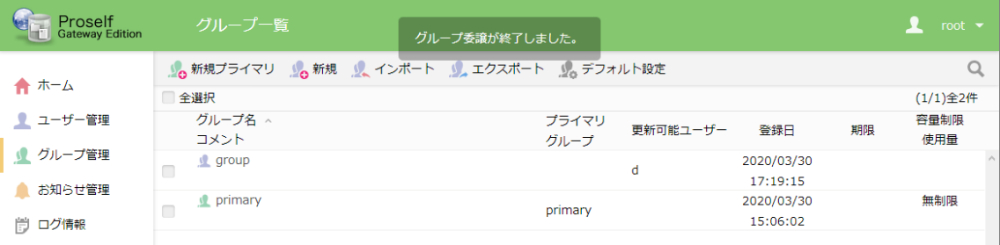 Proself
Gateway Edition
グループ一覧
グループ委譲が終了しました。
root
ホーム
ユーザー管理
グループ管理
お知らせ管理
ログ情報
新規プライマリ 新規 インポート エクスポート デフォルト設定
全選択
(1/1)全2件
グループ名
コメント
プライマリ
グループ
更新可能ユーザー
登録日
期限
容量制限
使用量
group
d
2020/03/30
17:19:15
primary
primary
2020/03/30
15:06:02
無制限